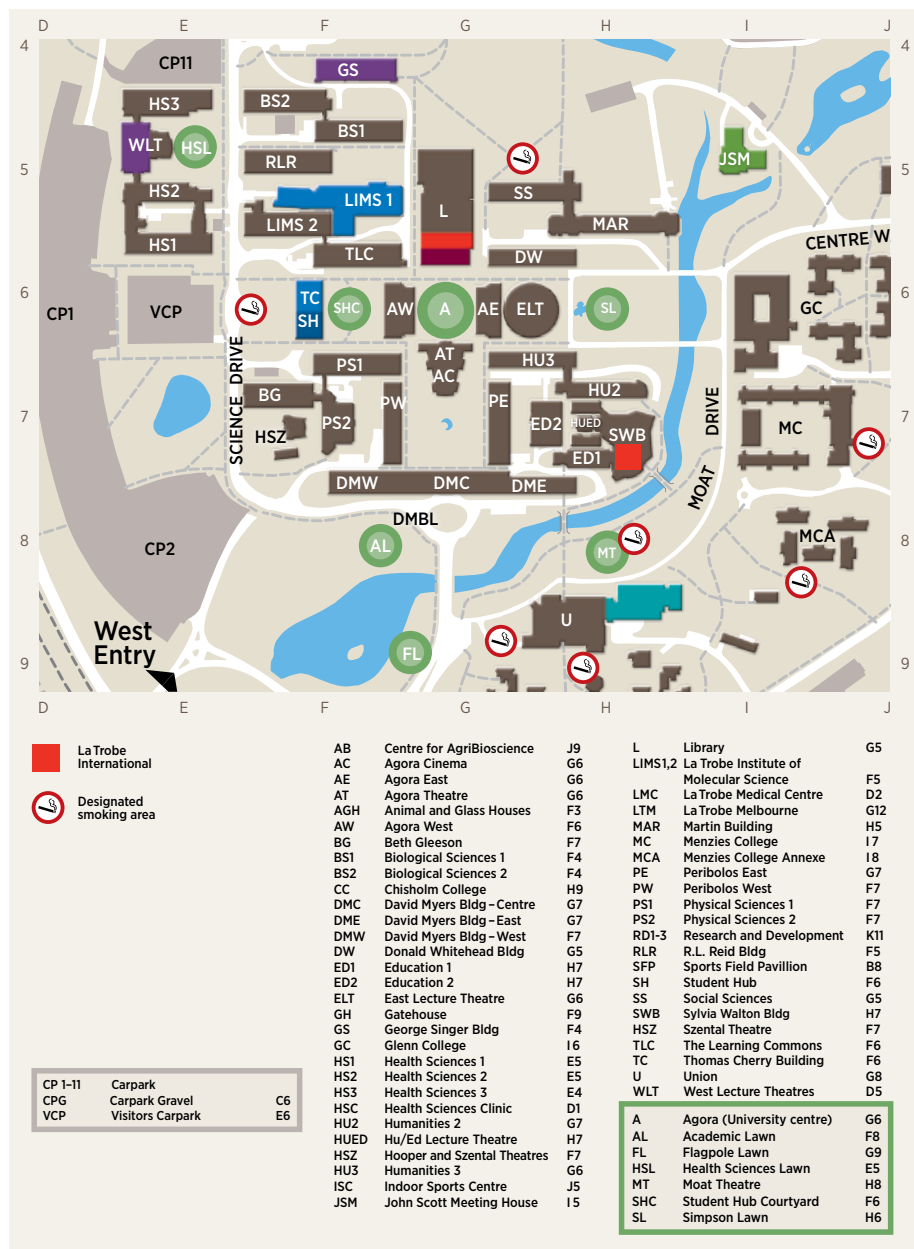 D E F G H I J
4 4
CP11
GS
HS3
BS2
BS1
WLT
HSL
RLR
JSM
5 5
HS2
LIMS 1
L
SS
LIMS 2
MAR
HS1
TLC
DW
CENTRE W
6 6
CP1
VCP
TC
SH
SHC
AW
A
AE
ELT
SL
GC
AT
AC
PS1
HU3
HU2
SCIENCE DRIVE
BG
PW
PE
7 7
HSZ
PS2
ED2
HUED
SWB
MC
ED1
MOAT DRIVE
DMW
DMC
DME
DMBL
8 8
CP2
AL
MT
MCA
U
West
Entry
FL
9 9
D E F G H I J
La Trobe
International
Designated
smoking area
CP 1–11 Carpark
CPG Carpark Gravel C6
VCP Visitors Carpark E6
AB Centre for AgriBioscience J9
AC Agora Cinema G6
AE Agora East G6
AT Agora Theatre G6
AGH Animal and Glass Houses F3
AW Agora West F6
BG Beth Gleeson F7
BS1 Biological Sciences 1 F4
BS2 Biological Sciences 2 F4
CC Chisholm College H9
DMC David Myers Bldg – Centre G7
DME David Myers Bldg – East G7
DMW David Myers Bldg – West F7
DW Donald Whitehead Bldg G5
ED1 Education 1 H7
ED2 Education 2 H7
ELT East Lecture Theatre G6
GH Gatehouse F9
GS George Singer Bldg F4
GC Glenn College I 6
HS1 Health Sciences 1 E5
HS2 Health Sciences 2 E5
HS3 Health Sciences 3 E4
HSC Health Sciences Clinic D1
HU2 Humanities 2 G7
HUED Hu/Ed Lecture Theatre H7
HSZ Hooper and Szental Theatres F7
HU3 Humanities 3 G6
ISC Indoor Sports Centre J5
JSM John Scott Meeting House I 5
L Library G5
LIMS1,2 La Trobe Institute of
Molecular Science F5
LMC La Trobe Medical Centre D2
LTM La Trobe Melbourne G12
MAR Martin Building H5
MC Menzies College I 7
MCA Menzies College Annexe I 8
PE Peribolos East G7
PW Peribolos West F7
PS1 Physical Sciences 1 F7
PS2 Physical Sciences 2 F7
RD1-3 Research and Development K11
RLR R.L. Reid Bldg F5
SFP Sports Field Pavillion B8
SH Student Hub F6
SS Social Sciences G5
SWB Sylvia Walton Bldg H7
HSZ Szental Theatre F7
TLC The Learning Commons F6
TC Thomas Cherry Building F6
U Union G8
WLT West Lecture Theatres D5
A Agora (University centre) G6
AL Academic Lawn F8
FL Flagpole Lawn G9
HSL Health Sciences Lawn E5
MT Moat Theatre H8
SHC Student Hub Courtyard F6
SL Simpson Lawn H6